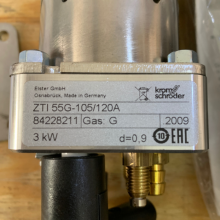 Elster GmbH
Osnabrück, Made in Germany
krom
schröder
ZTI 55G-105/120A
84228211 Gas: G 2009
3 kW d=0,9 EAC